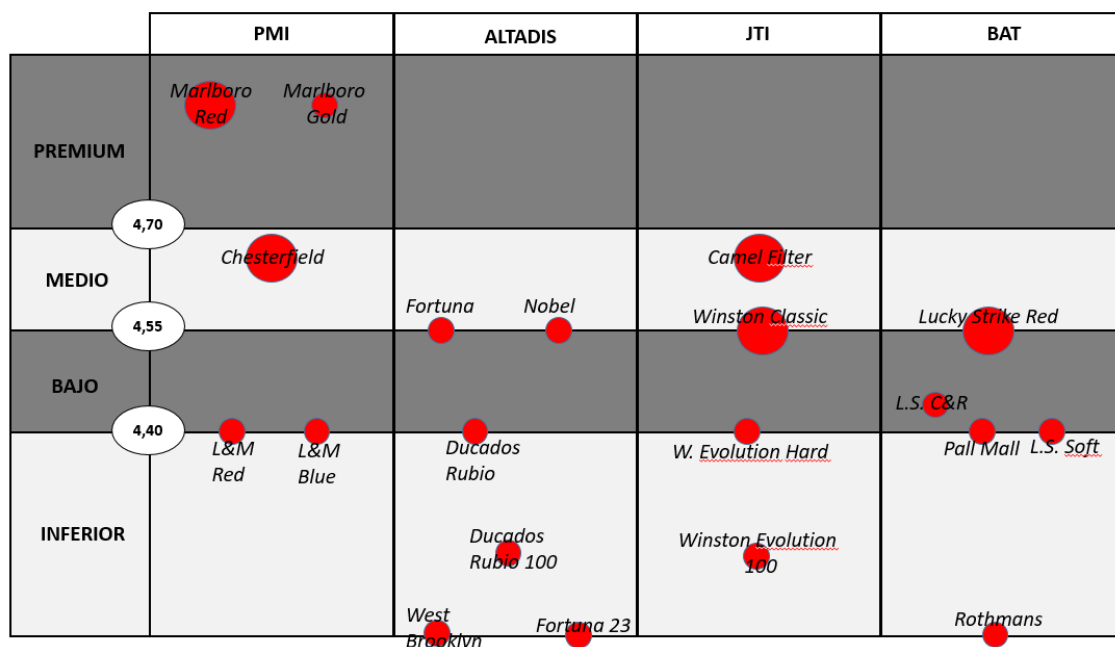 PMI
ALTADIS
JTI
BAT
PREMIUM
Marlboro
Red
Marlboro
Gold
4,70
MEDIO
Chesterfield
Camel Filter
Fortuna
Nobel
Winston Classic
Lucky Strike Red
4,55
BAJO
L.S. C&R
4,40
L&M
Red
L&M
Blue
Ducados
Rubio
W. Evolution Hard
Pall Mall
L.S. Soft
INFERIOR
Ducados
Rubio 100
Winston Evolution
100
West
Brooklyn
Fortuna 23
Rothmans